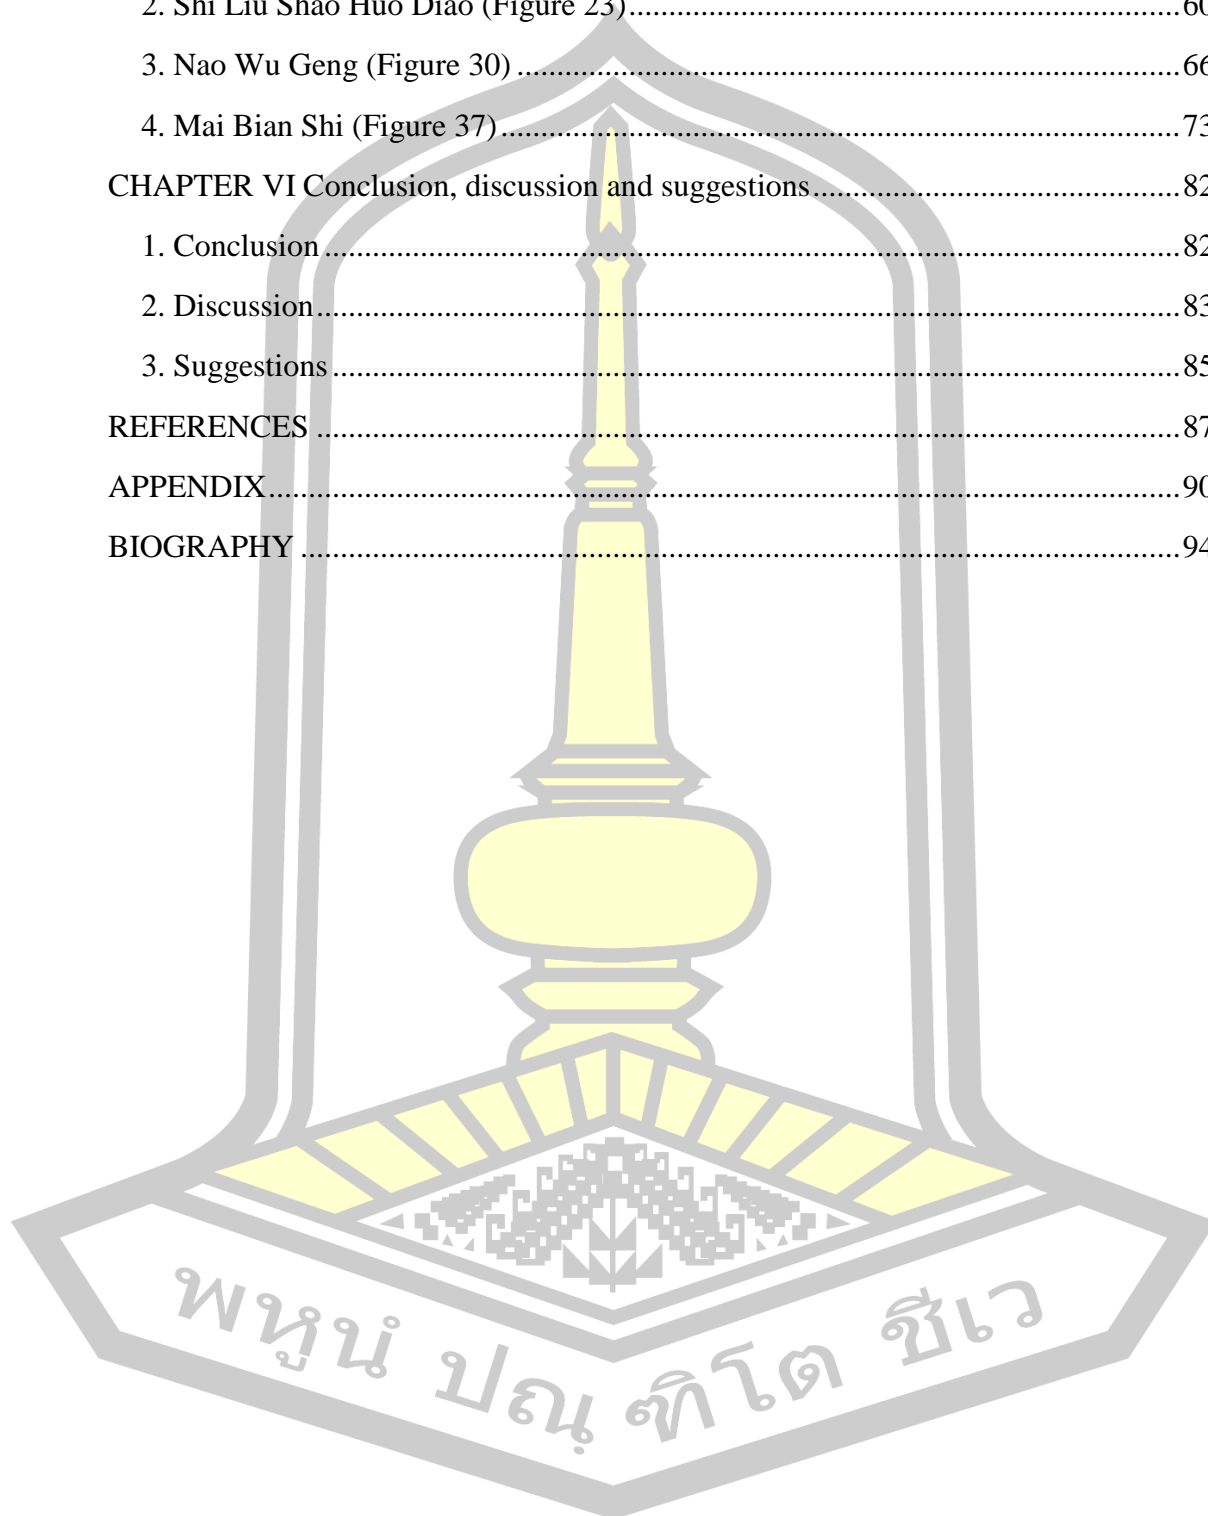 2. Shi Liu Shao Huo Diao (Figure 23)............60
3. Nao Wu Geng (Figure 30)............66
4. Mai Bian Shi (Figure 37)............73
CHAPTER VI Conclusion, discussion and suggestions............82
1. Conclusion............82
2. Discussion............83
3. Suggestions............85
REFERENCES............87
APPENDIX............90
BIOGRAPHY............94
พหูนํ ปณฺฑิโต ชีเว